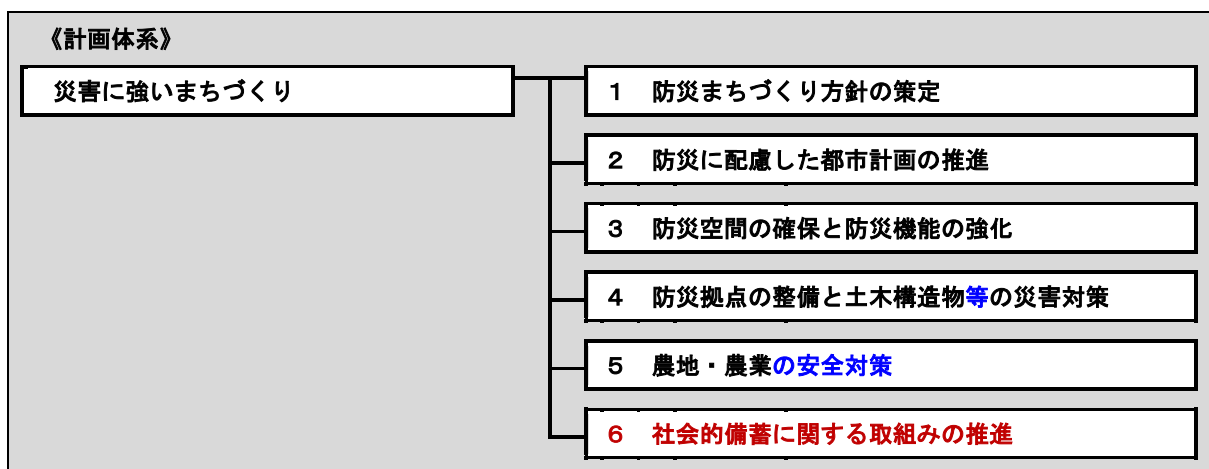 《計画体系》
災害に強いまちづくり
1　防災まちづくり方針の策定
2　防災に配慮した都市計画の推進
3　防災空間の確保と防災機能の強化
4　防災拠点の整備と土木構造物等の災害対策
5　農地・農業の安全対策
6　社会的備蓄に関する取組みの推進